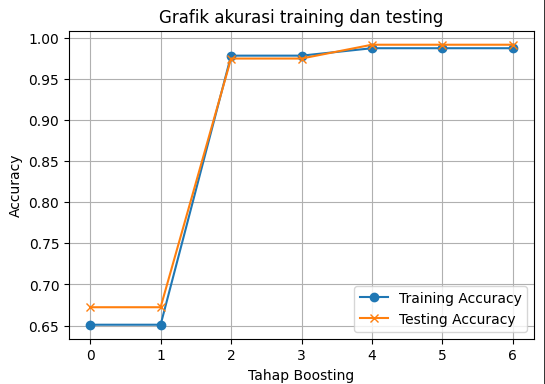 Grafik akurasi training dan testing
1.00
0.95
0.90
0.85
0.80
0.75
0.70
0.65
Accuracy
Training Accuracy
Testing Accuracy
0 1 2 3 4 5 6
Tahap Boosting